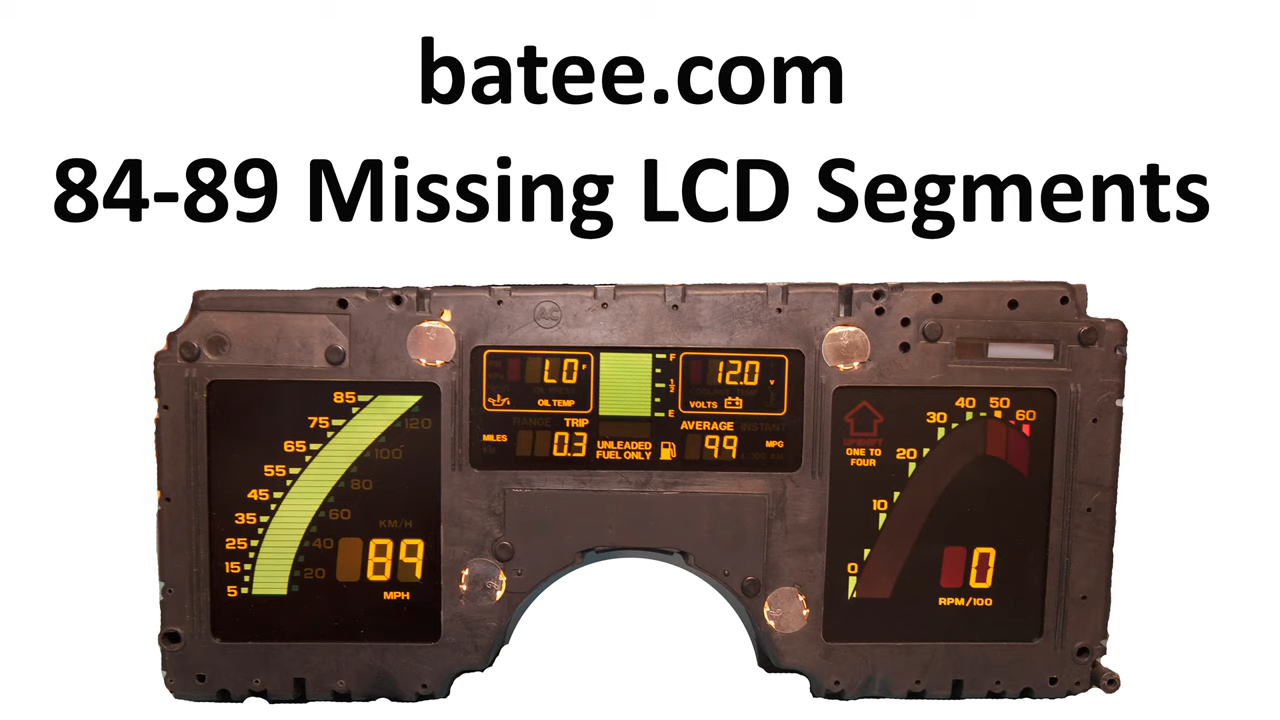 batee.com
84-89 Missing LCD Segments
AC
85
75
65
55
45
35
25
15
5
120
100
80
60
40
20
KM/H
89
MPH
LO F
OIL TEMP
RANGE TRIP
MILES
0.3
F
1/2
E
UNLEADED
FUEL ONLY
12.0 V
VOLTS
AVERAGE INSTANT
99 MPG
UPSHIFT
ONE TO
FOUR
0
10
20
30
40
50
60
0
RPM/100